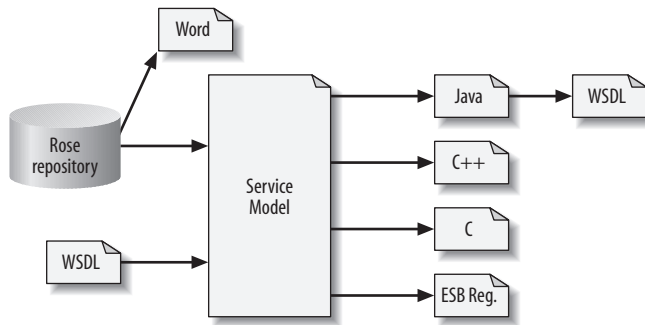 Word
Rose
repository
WSDL
Service
Model
Java
WSDL
C++
C
ESB Reg.